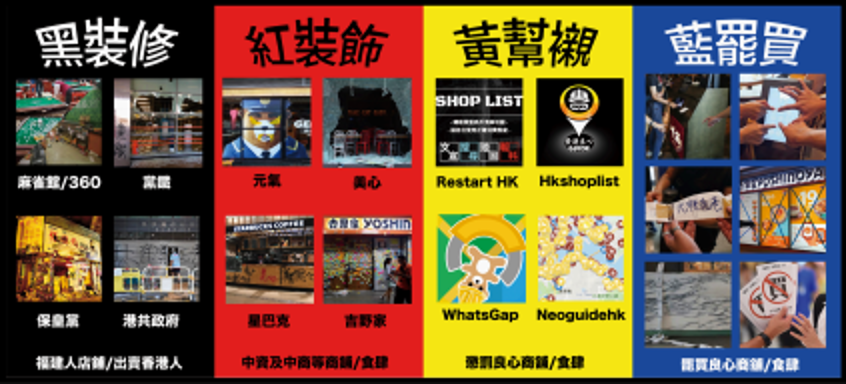 黑裝修
麻雀館/360
黨鐵
保皇黨
港共政府
福建人店鋪/出賣香港人
紅裝飾
元氣
美心
星巴克
吉野家
中資及中商等商舖/食肆
黃幫襯
SHOP LIST
Restart HK
Hkshoplist
WhatsGap
Neoguidehk
懲罰良心商舖/食肆
藍罷買
罷買良心商舖/食肆